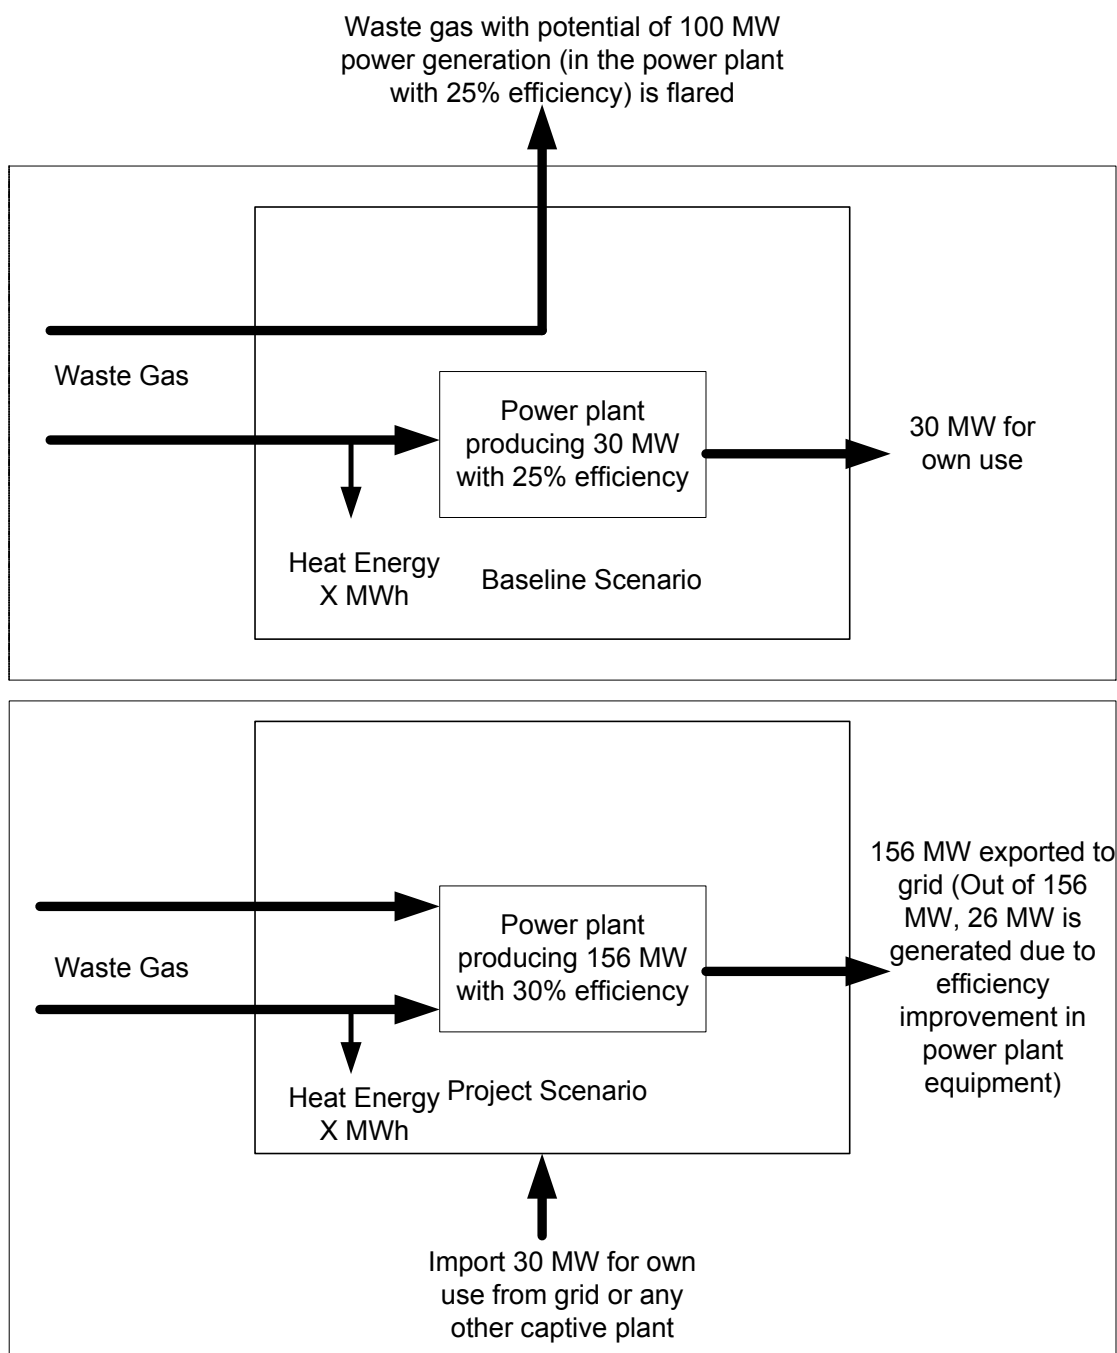 Waste gas with potential of 100 MW
power generation (in the power plant
with 25% efficiency) is flared
Waste Gas
Power plant
producing 30 MW
with 25% efficiency
30 MW for
own use
Heat Energy
X MWh
Baseline Scenario
156 MW exported to
grid (Out of 156
MW, 26 MW is
generated due to
efficiency
improvement in
power plant
equipment)
Power plant
producing 156 MW
with 30% efficiency
Waste Gas
Heat Energy
X MWh
Project Scenario
Import 30 MW for own
use from grid or any
other captive plant